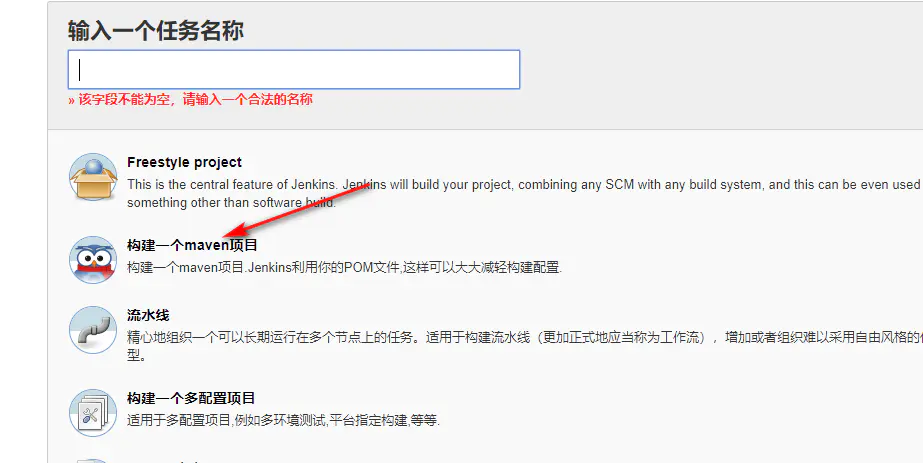 输入一个任务名称
» 该字段不能为空，请输入一个合法的名称
Freestyle project
This is the central feature of Jenkins. Jenkins will build your project, combining any SCM with any build system, and this can be even used
something other than software build.
构建一个maven项目
构建一个maven项目.Jenkins利用你的POM文件,这样可以大大减轻构建配置.
流水线
精心地组织一个可以长期运行在多个节点上的任务。适用于构建流水线（更加正式地应当称为工作流），增加或者组织难以采用自由风格的
型。
构建一个多配置项目
适用于多配置项目,例如多环境测试,平台指定构建,等等.